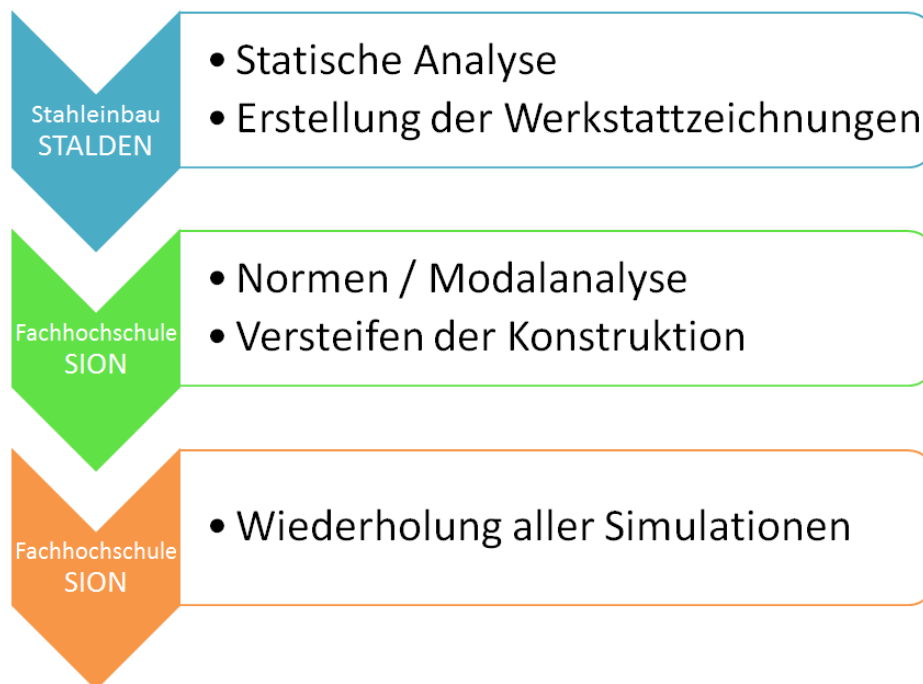 Stahleinbau
STALDEN
• Statische Analyse
• Erstellung der Werkstattzeichnungen
Fachhochschule
SION
• Normen / Modalanalyse
• Versteifen der Konstruktion
Fachhochschule
SION
• Wiederholung aller Simulationen